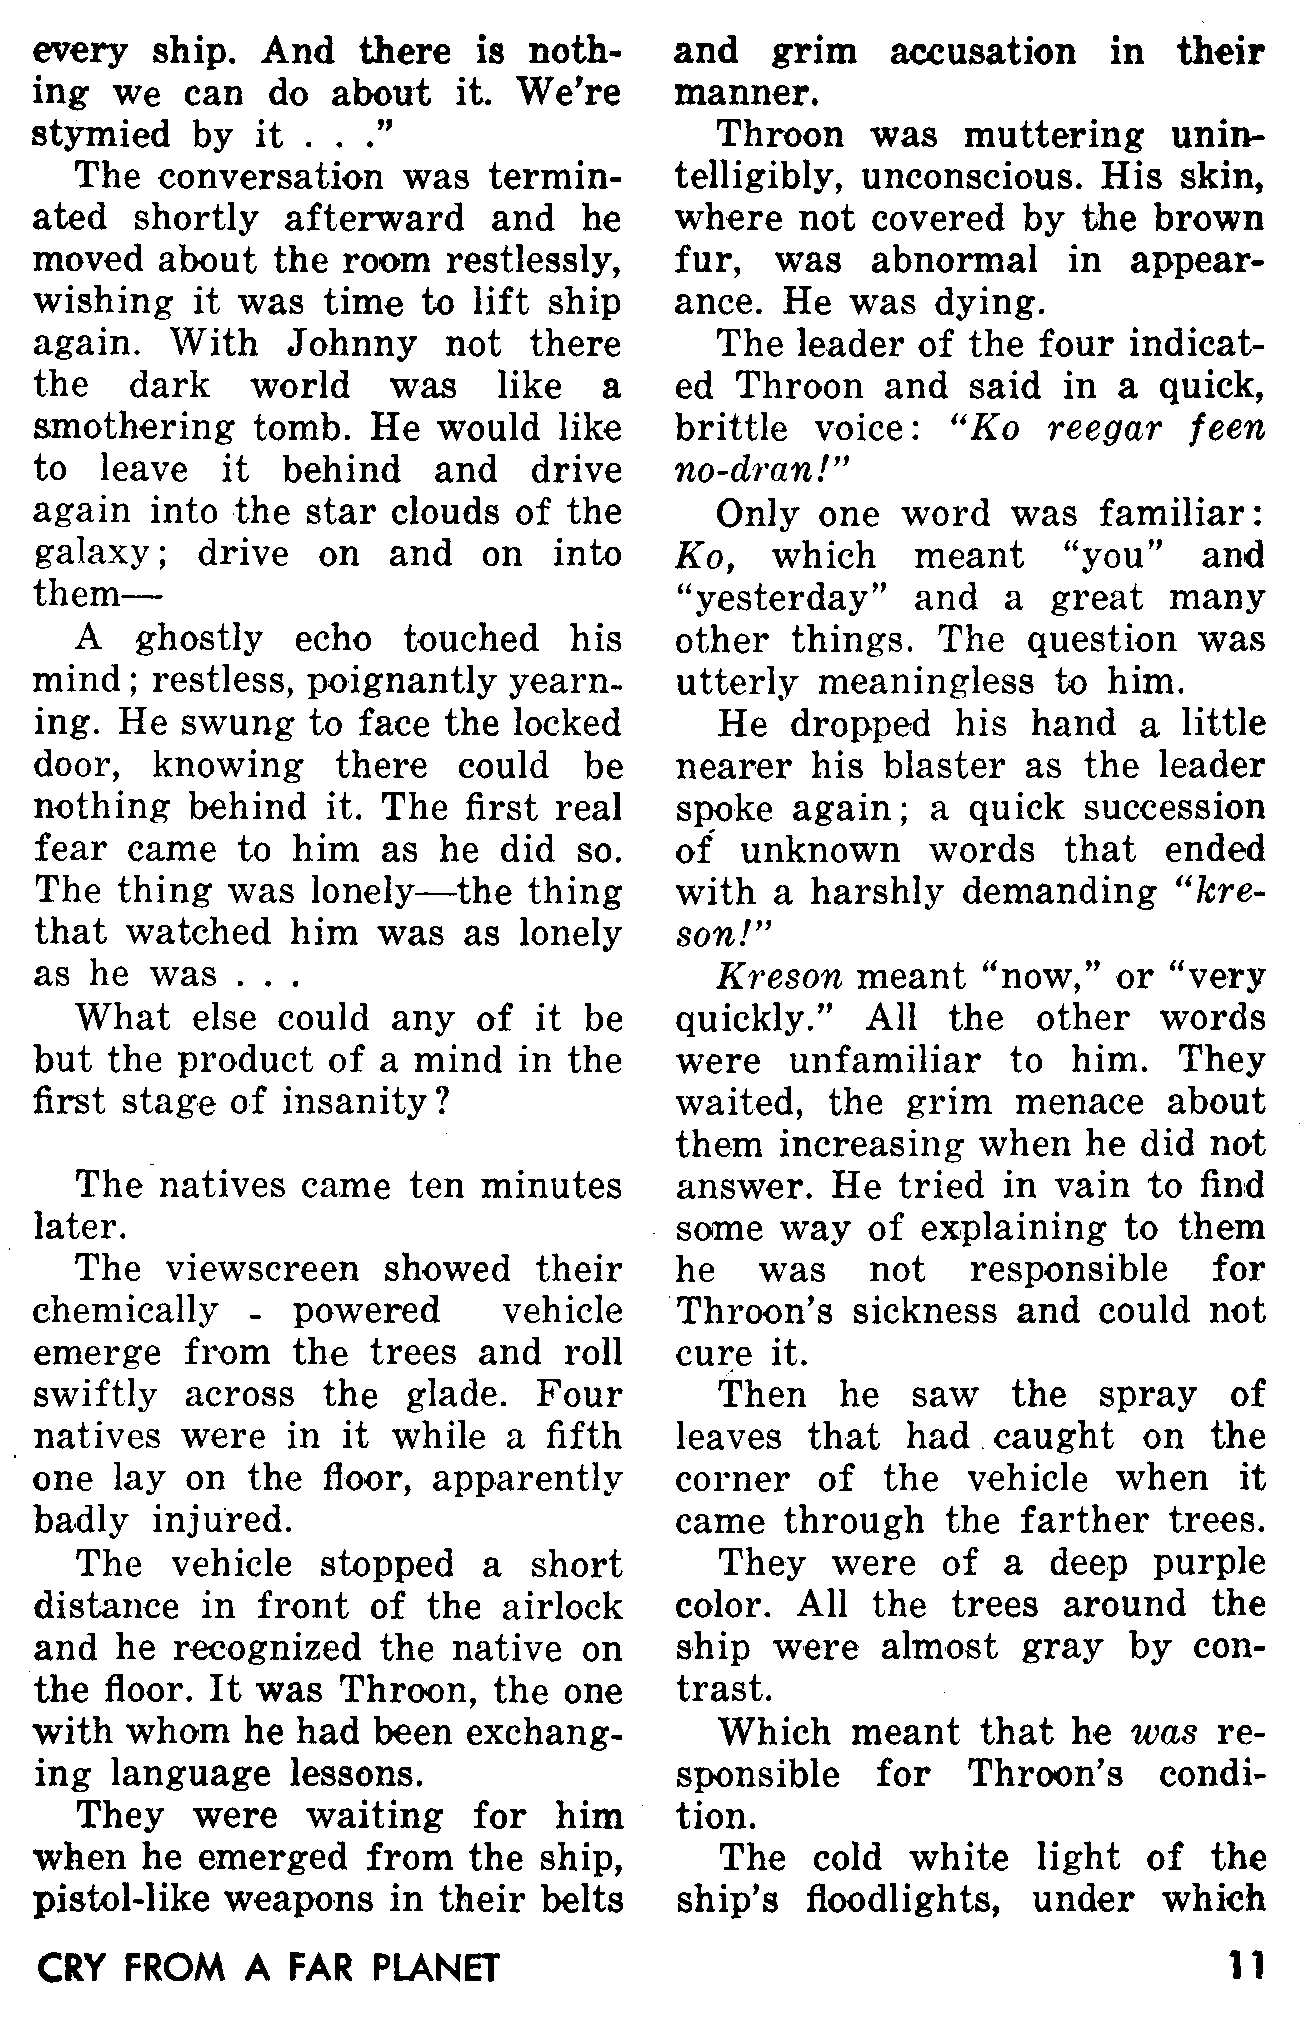 every ship. And there is noth-
ing we can do about it. We're
stymied by it . . ."
The conversation was termin-
ated shortly afterward and he
moved about the room restlessly,
wishing it was time to lift ship
again. With Johnny not there
the dark world was like a
smothering tomb. He would like
to leave it behind and drive
again into the star clouds of the
galaxy; drive on and on into
them—
A ghostly echo touched his
mind; restless, poignantly yearn-
ing. He swung to face the locked
door, knowing there could be
nothing behind it. The first real
fear came to him as he did so.
The thing was lonely—the thing
that watched him was as lonely
as he was . . .
What else could any of it be
but the product of a mind in the
first stage of insanity?
The natives came ten minutes
later.
The viewscreen showed their
chemically - powered vehicle
emerge from the trees and roll
swiftly across the glade. Four
natives were in it while a fifth
one lay on the floor, apparently
badly injured.
The vehicle stopped a short
distance in front of the airlock
and he recognized the native on
the floor. It was Throon, the one
with whom he had been exchang-
ing language lessons.
They were waiting for him
when he emerged from the ship,
pistol-like weapons in their belts
and grim accusation in their
manner.
Throon was muttering unin-
telligibly, unconscious. His skin,
where not covered by the brown
fur, was abnormal in appear-
ance. He was dying.
The leader of the four indicat-
ed Throon and said in a quick,
brittle voice: "Ko reegar feen
no-dran!"
Only one word was familiar:
Ko, which meant "you" and
"yesterday" and a great many
other things. The question was
utterly meaningless to him.
He dropped his hand a little
nearer his blaster as the leader
spoke again; a quick succession
of unknown words that ended
with a harshly demanding "kre-
son!"
Kreson meant "now," or "very
quickly." All the other words
were unfamiliar to him. They
waited, the grim menace about
them increasing when he did not
answer. He tried in vain to find
some way of explaining to them
he was not responsible for
Throon's sickness and could not
cure it.
Then he saw the spray of
leaves that had caught on the
corner of the vehicle when it
came through the farther trees.
They were of a deep purple
color. All the trees around the
ship were almost gray by con-
trast.
Which meant that he was re-
sponsible for Throon's condi-
tion.
The cold white light of the
ship's floodlights, under which
CRY FROM A FAR PLANET 11